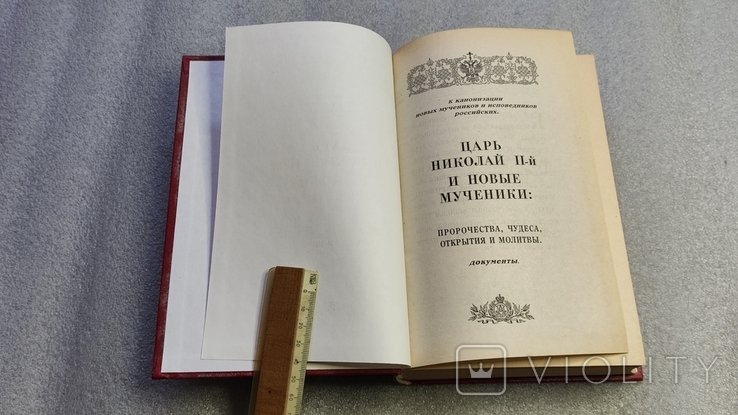 к канонизации
новых мучеников и исповедников
российских.
ЦАРЬ
НИКОЛАЙ II-й
И НОВЫЕ
МУЧЕНИКИ:
ПРОРОЧЕСТВА, ЧУДЕСА,
ОТКРЫТИЯ И МОЛИТВЫ.
документы.
VIOLITY